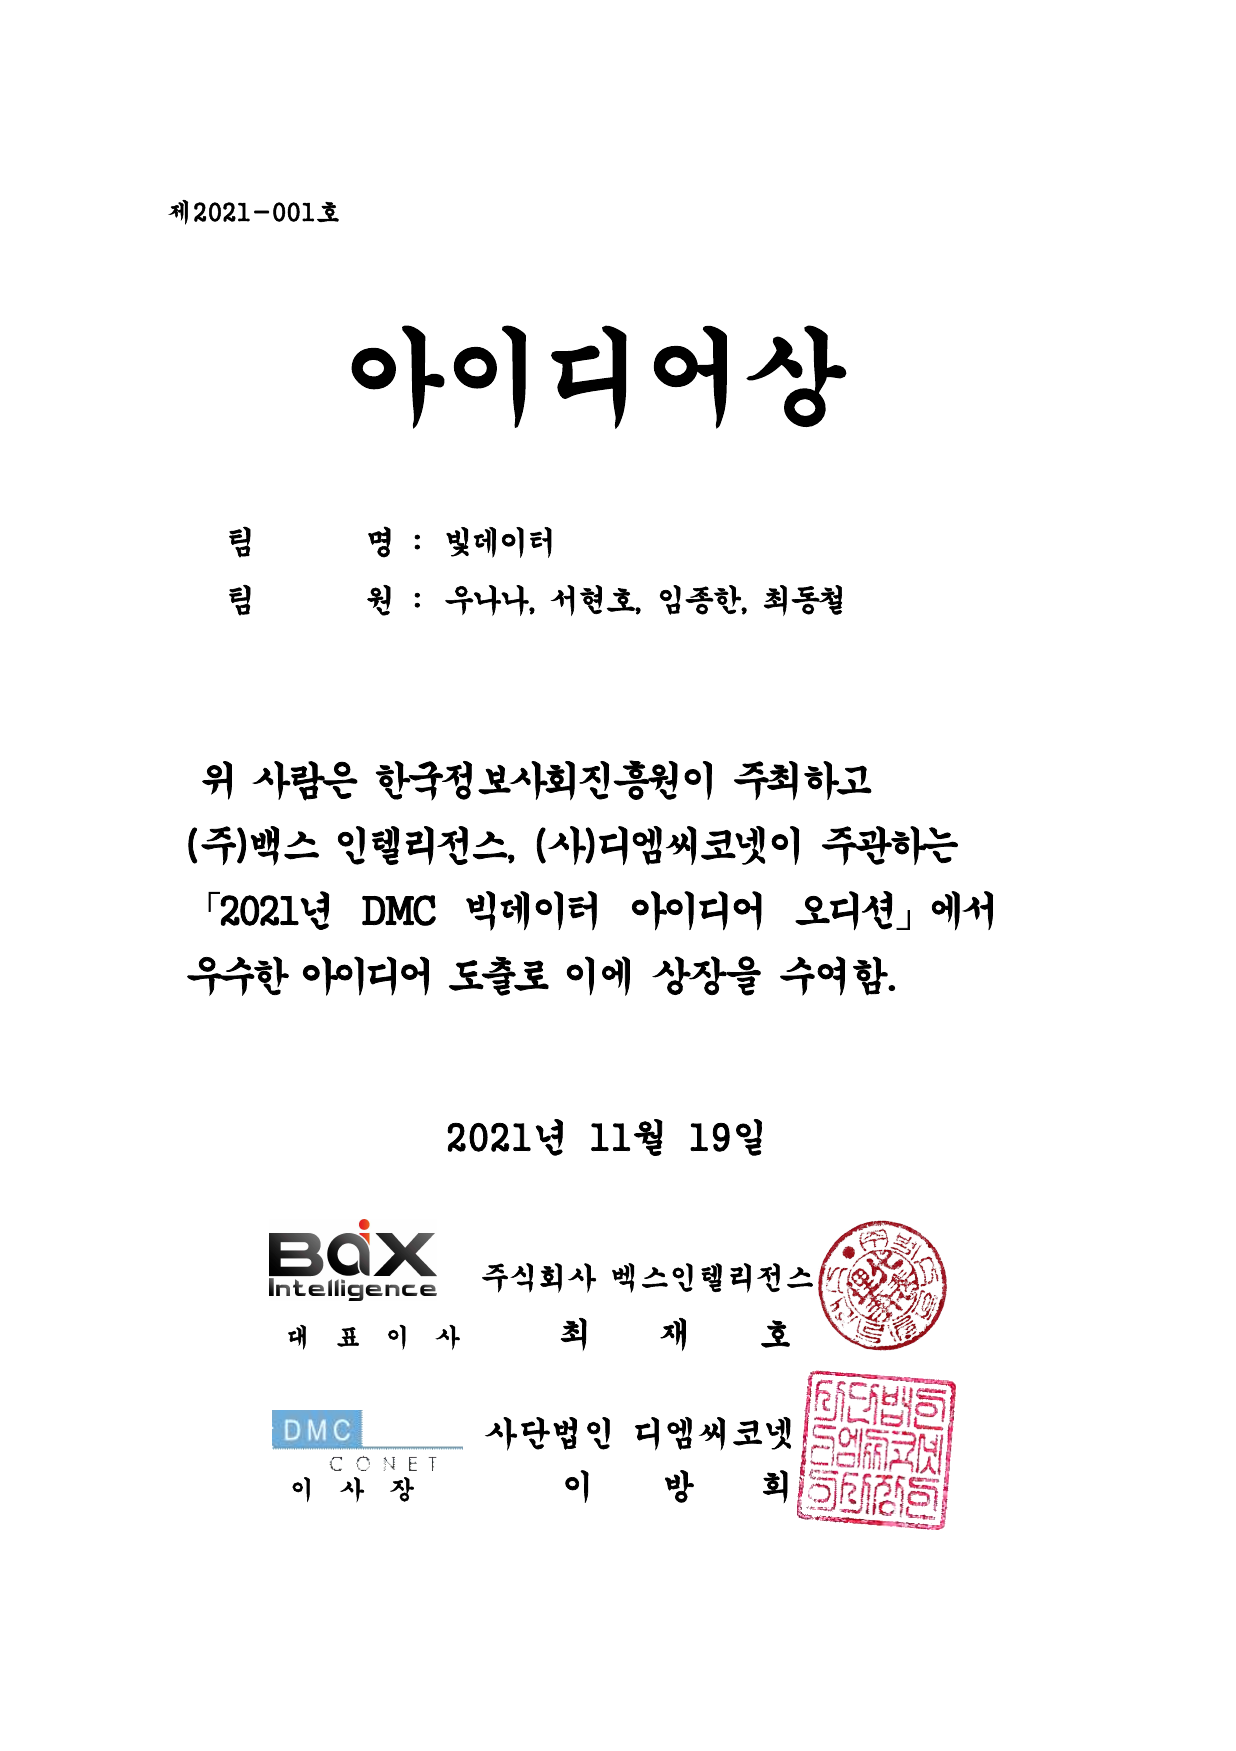 제2021-001호
아이디어상
팀 명 : 빛데이터
팀 원 : 우나나, 서현호, 임종한, 최동철
위 사람은 한국정보사회진흥원이 주최하고
(주)백스 인텔리전스, (사)디엠씨코넷이 주관하는
「2021년 DMC 빅데이터 아이디어 오디션」에서
우수한 아이디어 도출로 이에 상장을 수여함.
2021년 11월 19일
BaiX
Intelligence
주식회사 벡스인텔리전스
대 표 이 사 최 재 호
DMC
CONET
사단법인 디엠씨코넷
이 사 장 이 방 희